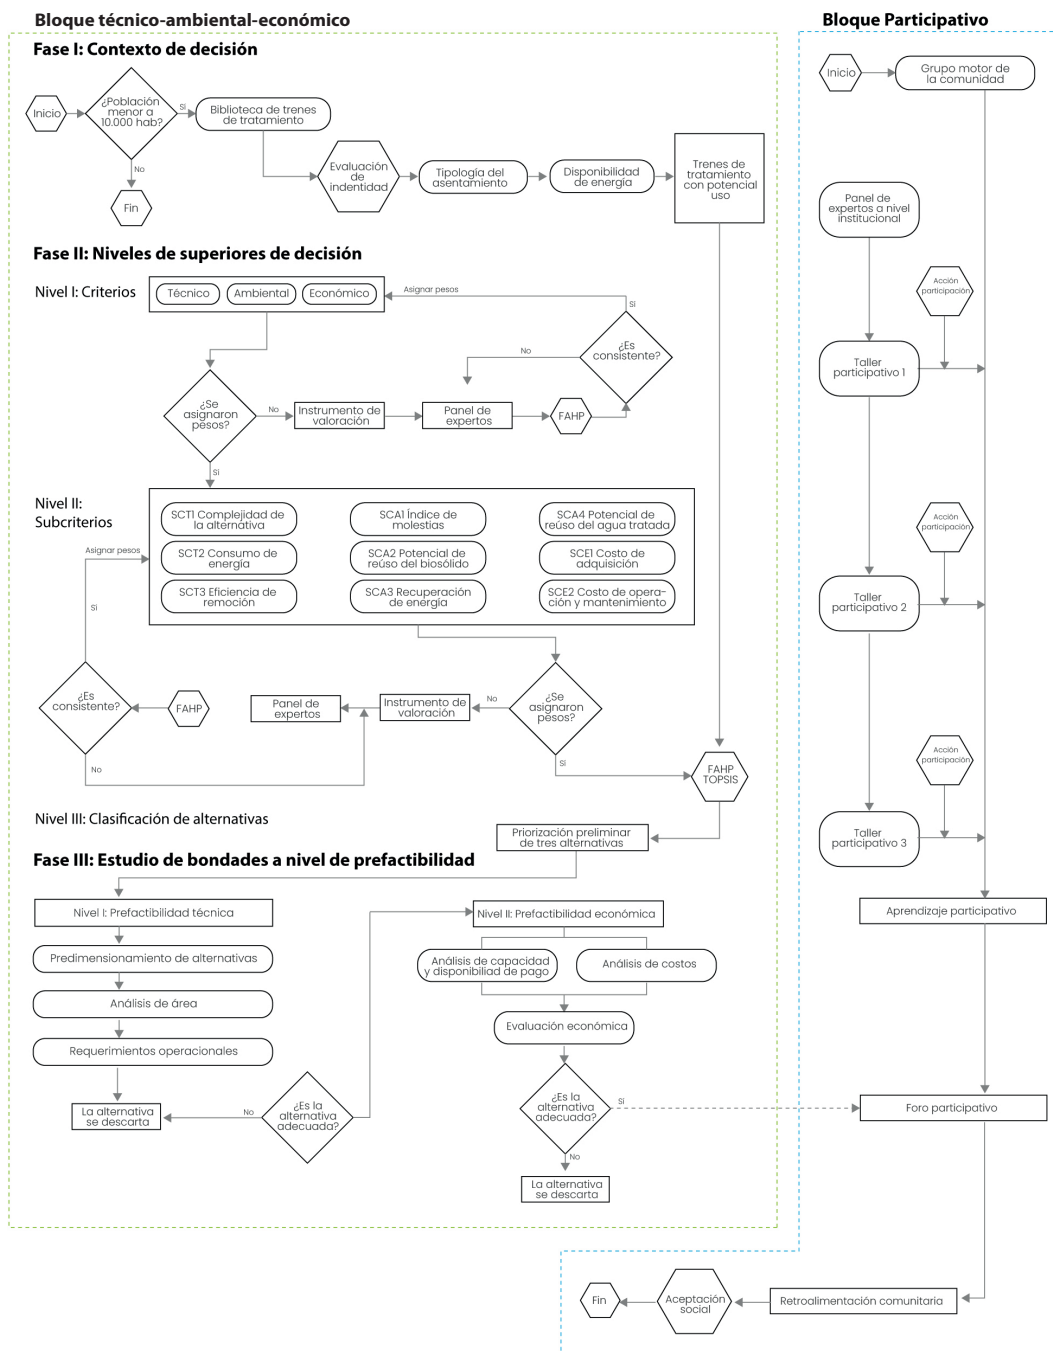 Bloque técnico-ambiental-económico
Fase I: Contexto de decisión
Inicio
¿Población
menor a
10.000 hab?
Sí
No
Fin
Biblioteca de trenes
de tratamiento
Evaluación
de
indentidad
Tipología del
asentamiento
Disponibilidad
de energía
Trenes de
tratamiento
con potencial
uso
Fase II: Niveles de superiores de decisión
Nivel I: Criterios
Técnico
Ambiental
Económico
Asignar pesos
Sí
¿Es
consistente?
No
¿Se
asignaron
pesos?
No
Instrumento de
valoración
Panel de
expertos
FAHP
Sí
Nivel II:
Subcriterios
SCT1 Complejidad de
la alternativa
SCA1 Índice de
molestias
SCA4 Potencial de
reúso del agua tratada
SCT2 Consumo de
energía
SCA2 Potencial de
reúso del biosólido
SCE1 Costo de
adquisición
SCT3 Eficiencia de
remoción
SCA3 Recuperación
de energía
SCE2 Costo de opera-
ción y mantenimiento
Asignar pesos
Sì
¿Es
consistente?
FAHP
No
Panel de
expertos
Instrumento de
valoración
No
¿Se
asignaron
pesos?
Sí
FAHP
TOPSIS
Nivel III: Clasificación de alternativas
Priorización preliminar
de tres alternativas
Fase III: Estudio de bondades a nivel de prefactibilidad
Nivel I: Prefactibilidad técnica
Predimensionamiento de alternativas
Análisis de área
Requerimientos operacionales
La alternativa
se descarta
No
¿Es la
alternativa
adecuada?
Nivel II: Prefactibilidad económica
Análisis de capacidad
y disponibiliad de pago
Análisis de costos
Evaluación económica
¿Es la
alternativa
adecuada?
Sí
No
La alternativa
se descarta
Bloque Participativo
Inicio
Grupo motor de
la comunidad
Panel de
expertos a nivel
institucional
Acción
participación
Taller
participativo 1
Acción
participación
Taller
participativo 2
Acción
participación
Taller
participativo 3
Aprendizaje participativo
Foro participativo
Retroalimentación comunitaria
Aceptación
social
Fin